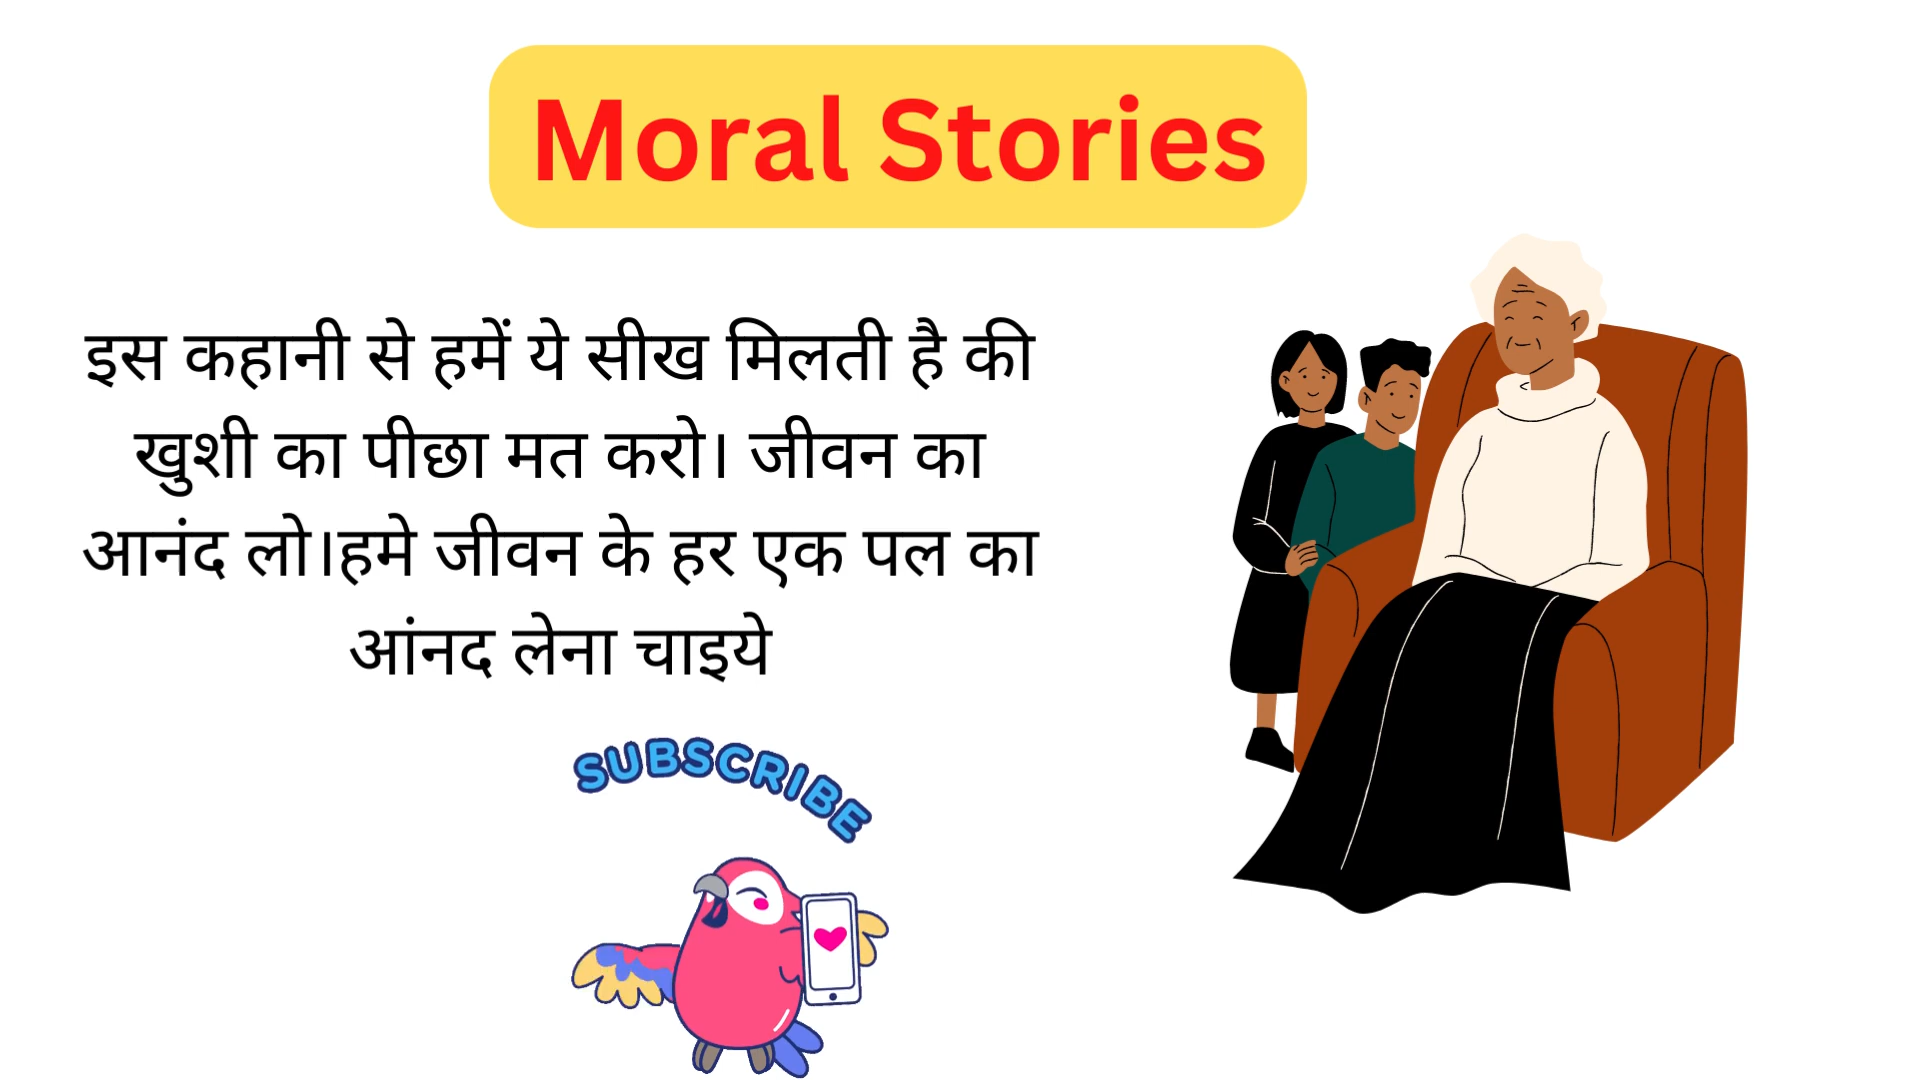 Moral Stories
इस कहानी से हमें ये सीख मिलती है की
खुशी का पीछा मत करो। जीवन का
आनंद लो।हमे जीवन के हर एक पल का
आंनद लेना चाइये
SUBSCRIBE